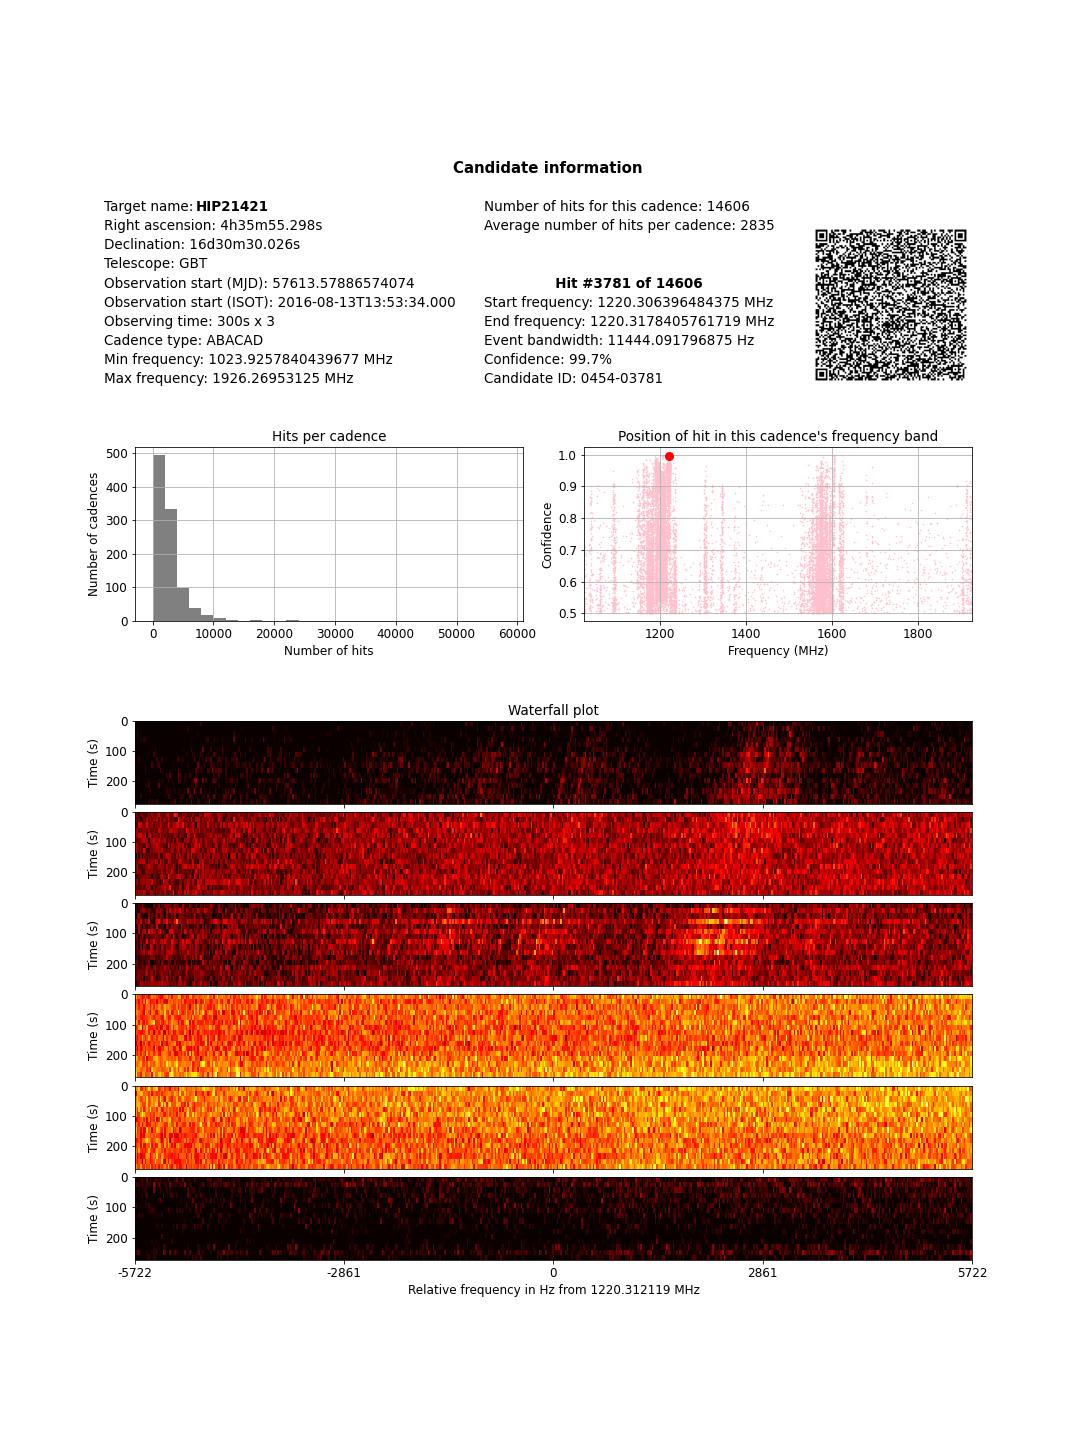 Candidate information
Target name: HIP21421
Right ascension: 4h35m55.298s
Declination: 16d30m30.026s
Telescope: GBT
Observation start (MJD): 57613.57886574074
Observation start (ISOT): 2016-08-13T13:53:34.000
Observing time: 300s x 3
Cadence type: ABACAD
Min frequency: 1023.9257840439677 MHz
Max frequency: 1926.26953125 MHz
Number of hits for this cadence: 14606
Average number of hits per cadence: 2835
Hit #3781 of 14606
Start frequency: 1220.306396484375 MHz
End frequency: 1220.3178405761719 MHz
Event bandwidth: 11444.091796875 Hz
Confidence: 99.7%
Candidate ID: 0454-03781
Hits per cadence
Number of cadences
500
400
300
200
100
0
0 10000 20000 30000 40000 50000 60000
Number of hits
Position of hit in this cadence's frequency band
Confidence
1.0
0.9
0.8
0.7
0.6
0.5
1200 1400 1600 1800
Frequency (MHz)
Waterfall plot
Time (s)
0
100
200
Time (s)
0
100
200
Time (s)
0
100
200
Time (s)
0
100
200
Time (s)
0
100
200
Time (s)
0
100
200
-5722 -2861 0 2861 5722
Relative frequency in Hz from 1220.312119 MHz